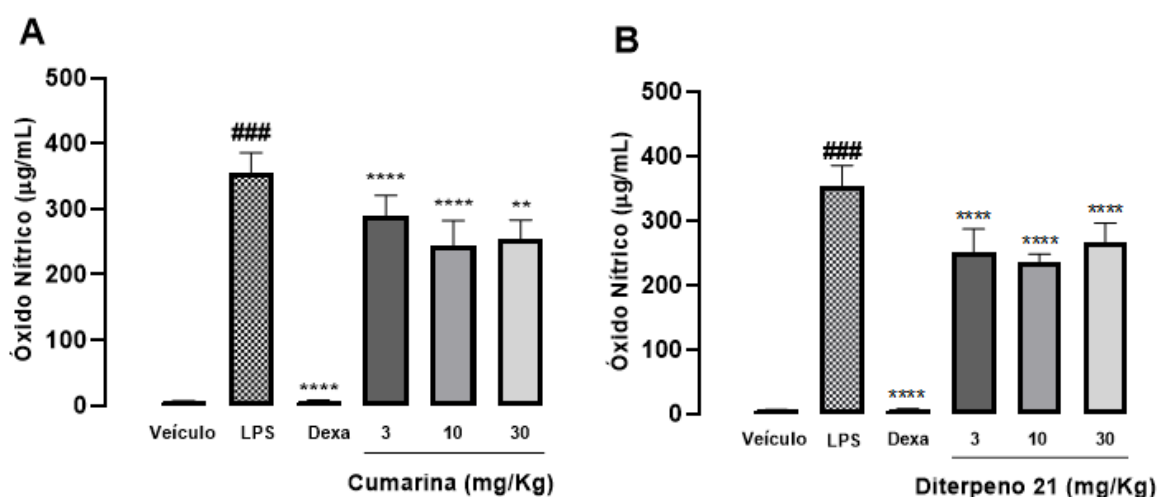 A
Óxido Nítrico (µg/mL)
500
400
300
200
100
0
###
****
****
****
**
Veículo LPS Dexa 3 10 30
Cumarina (mg/Kg)
B
Óxido Nítrico (µg/mL)
500
400
300
200
100
0
###
****
****
****
****
Veículo LPS Dexa 3 10 30
Diterpeno 21 (mg/Kg)